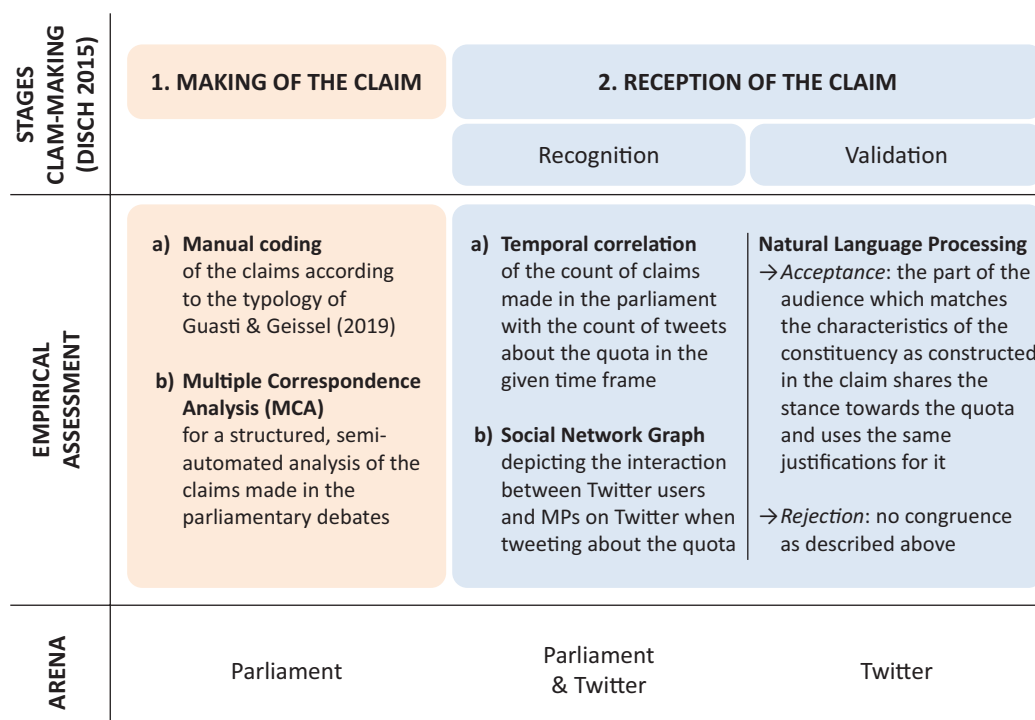 STAGES
CLAM-MAKING
(DISCH 2015)
1. MAKING OF THE CLAIM
2. RECEPTION OF THE CLAIM
Recognition
Validation
EMPIRICAL
ASSESSMENT
a) Manual coding
of the claims according
to the typology of
Guasti & Geissel (2019)
b) Multiple Correspondence
Analysis (MCA)
for a structured, semi-
automated analysis of the
claims made in the
parliamentary debates
a) Temporal correlation
of the count of claims
made in the parliament
with the count of tweets
about the quota in the
given time frame
b) Social Network Graph
depicting the interaction
between Twitter users
and MPs on Twitter when
tweeting about the quota
Natural Language Processing
→ Acceptance: the part of the
audience which matches
the characteristics of the
constituency as constructed
in the claim shares the
stance towards the quota
and uses the same
justifications for it
→ Rejection: no congruence
as described above
ARENA
Parliament
Parliament
& Twitter
Twitter